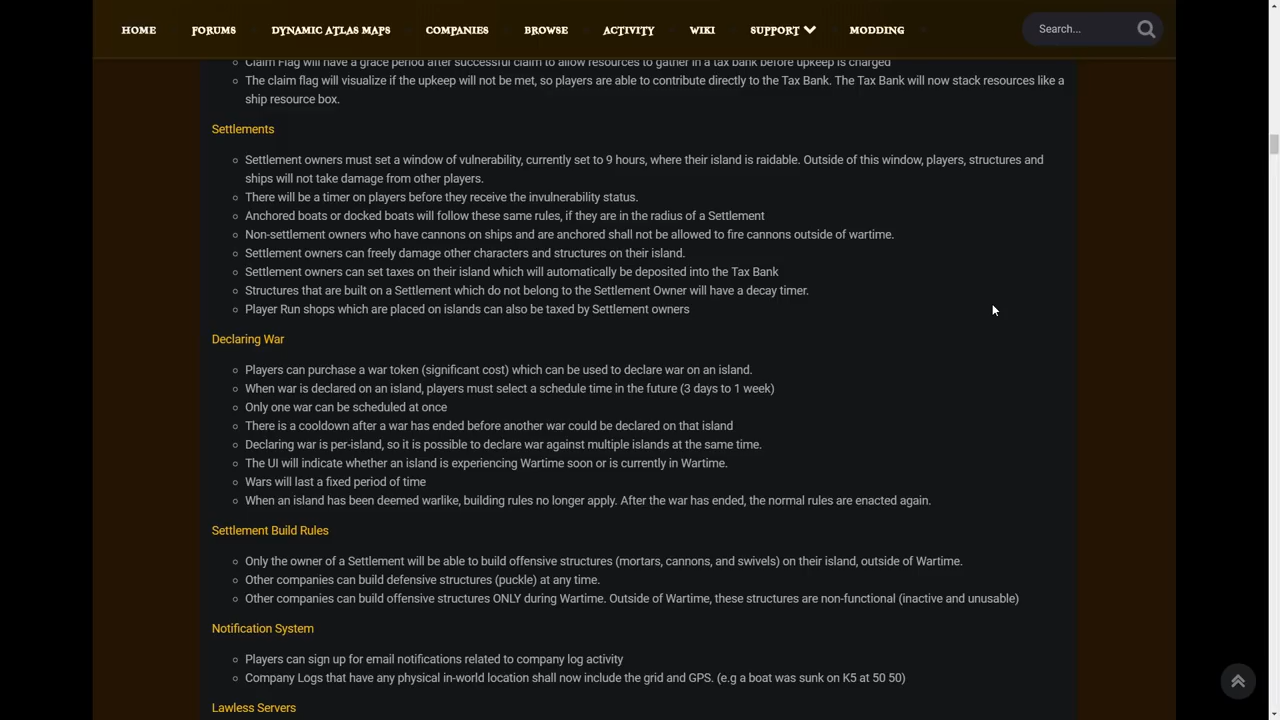 HOME FORUMS DYNAMIC ATLAS MAPS COMPANIES BROWSE ACTIVITY WIKI SUPPORT MODDING Search...
Claim Flag will have a grace period after successful claim to allow resources to gather in a tax bank before upkeep is charged
The claim flag will visualize if the upkeep will not be met, so players are able to contribute directly to the Tax Bank. The Tax Bank will now stack resources like a
ship resource box.
Settlements
Settlement owners must set a window of vulnerability, currently set to 9 hours, where their island is raidable. Outside of this window, players, structures and
ships will not take damage from other players.
There will be a timer on players before they receive the invulnerability status.
Anchored boats or docked boats will follow these same rules, if they are in the radius of a Settlement
Non-settlement owners who have cannons on ships and are anchored shall not be allowed to fire cannons outside of wartime.
Settlement owners can freely damage other characters and structures on their island.
Settlement owners can set taxes on their island which will automatically be deposited into the Tax Bank
Structures that are built on a Settlement which do not belong to the Settlement Owner will have a decay timer.
Player Run shops which are placed on islands can also be taxed by Settlement owners
Declaring War
Players can purchase a war token (significant cost) which can be used to declare war on an island.
When war is declared on an island, players must select a schedule time in the future (3 days to 1 week)
Only one war can be scheduled at once
There is a cooldown after a war has ended before another war could be declared on that island
Declaring war is per-island, so it is possible to declare war against multiple islands at the same time.
The UI will indicate whether an island is experiencing Wartime soon or is currently in Wartime.
Wars will last a fixed period of time
When an island has been deemed warlike, building rules no longer apply. After the war has ended, the normal rules are enacted again.
Settlement Build Rules
Only the owner of a Settlement will be able to build offensive structures (mortars, cannons, and swivels) on their island, outside of Wartime.
Other companies can build defensive structures (puckle) at any time.
Other companies can build offensive structures ONLY during Wartime. Outside of Wartime, these structures are non-functional (inactive and unusable)
Notification System
Players can sign up for email notifications related to company log activity
Company Logs that have any physical in-world location shall now include the grid and GPS. (e.g a boat was sunk on K5 at 50 50)
Lawless Servers